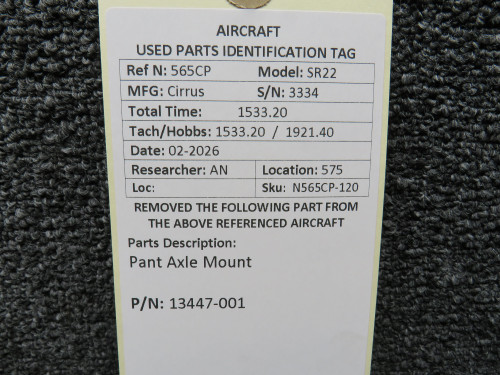 AIRCRAFT
USED PARTS IDENTIFICATION TAG
Ref N: 565CP Model: SR22
MFG: Cirrus S/N: 3334
Total Time: 1533.20
Tach/Hobbs: 1533.20 / 1921.40
Date: 02-2026
Researcher: AN Location: 575
Loc: Sku: N565CP-120
REMOVED THE FOLLOWING PART FROM
THE ABOVE REFERENCED AIRCRAFT
Parts Description:
Pant Axle Mount
P/N: 13447-001